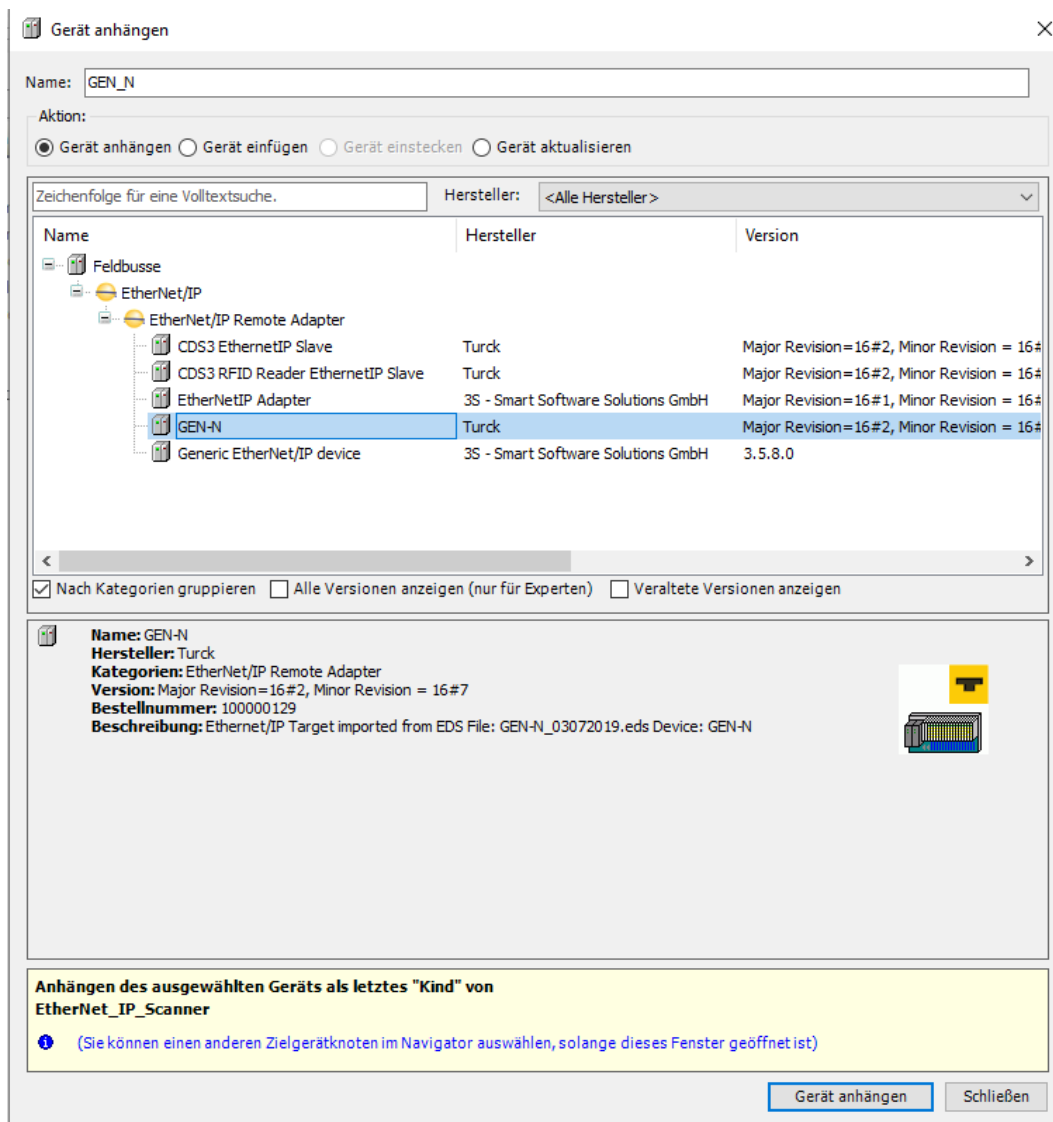 Gerät anhängen
Name: GEN_N
Aktion:
Gerät anhängen Gerät einfügen Gerät einstecken Gerät aktualisieren
Zeichenfolge für eine Volltextsuche. Hersteller: <Alle Hersteller>
Name Hersteller Version
Feldbusse
EtherNet/IP
EtherNet/IP Remote Adapter
CDS3 EthernetIP Slave Turck Major Revision=16#2, Minor Revision = 16#
CDS3 RFID Reader EthernetIP Slave Turck Major Revision=16#2, Minor Revision = 16#
EtherNetIP Adapter 3S - Smart Software Solutions GmbH Major Revision=16#1, Minor Revision = 16#
GEN-N Turck Major Revision=16#2, Minor Revision = 16#
Generic EtherNet/IP device 3S - Smart Software Solutions GmbH 3.5.8.0
Nach Kategorien gruppieren Alle Versionen anzeigen (nur für Experten) Veraltete Versionen anzeigen
Name: GEN-N
Hersteller: Turck
Kategorien: EtherNet/IP Remote Adapter
Version: Major Revision=16#2, Minor Revision = 16#7
Bestellnummer: 100000129
Beschreibung: Ethernet/IP Target imported from EDS File: GEN-N_03072019.eds Device: GEN-N
Anhängen des ausgewählten Geräts als letztes "Kind" von
EtherNet_IP_Scanner
(Sie können einen anderen Zielgerätknoten im Navigator auswählen, solange dieses Fenster geöffnet ist)
Gerät anhängen Schließen